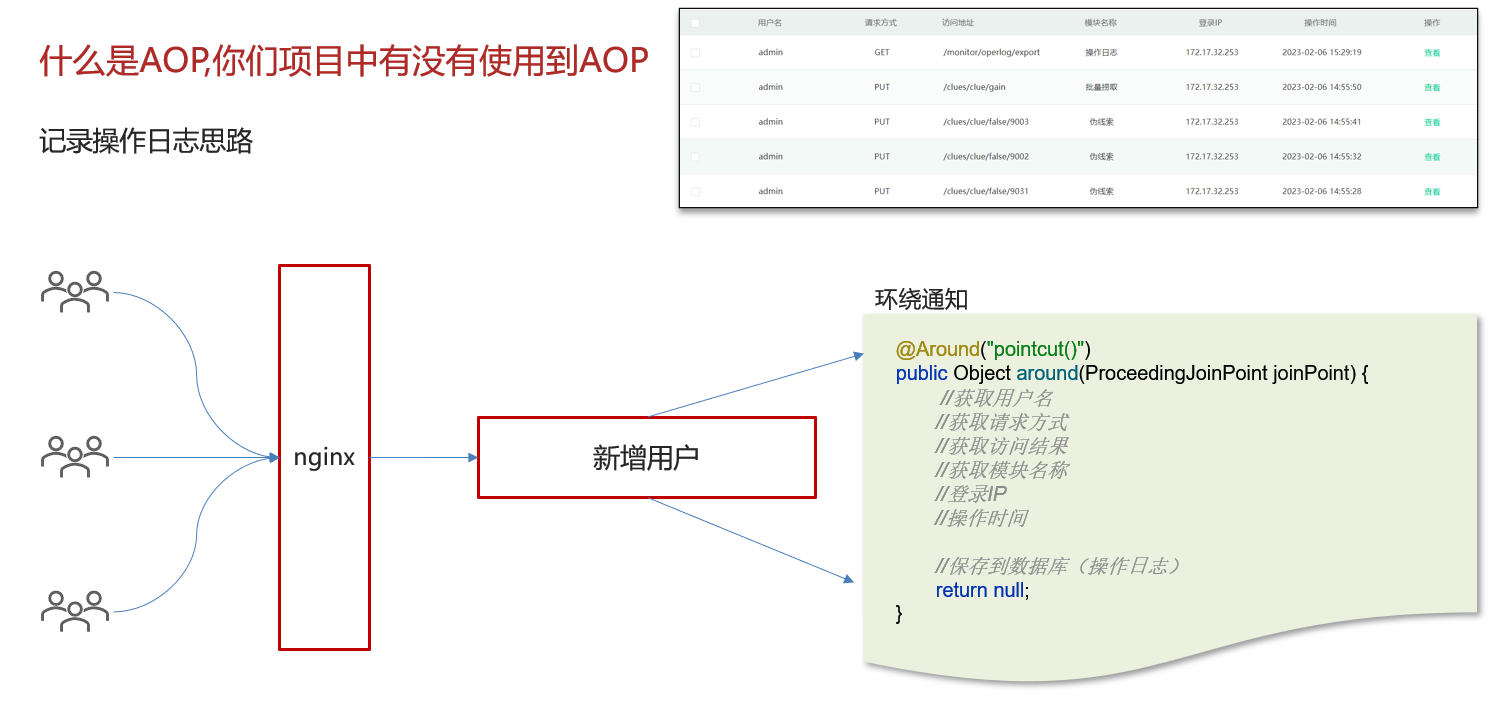 什么是AOP,你们项目中有没有使用到AOP
记录操作日志思路
用户名 请求方式 访问地址 模块名称 登录IP 操作时间 操作
admin GET /monitor/operlog/export 操作日志 172.17.32.253 2023-02-06 15:29:19 查看
admin PUT /clues/clue/gain 批量捞取 172.17.32.253 2023-02-06 14:55:50 查看
admin PUT /clues/clue/false/9003 伪线索 172.17.32.253 2023-02-06 14:55:41 查看
admin PUT /clues/clue/false/9002 伪线索 172.17.32.253 2023-02-06 14:55:32 查看
admin PUT /clues/clue/false/9031 伪线索 172.17.32.253 2023-02-06 14:55:28 查看
nginx
新增用户
环绕通知
@Around("pointcut()")
public Object around(ProceedingJoinPoint joinPoint) {
//获取用户名
//获取请求方式
//获取访问结果
//获取模块名称
//登录IP
//操作时间
//保存到数据库（操作日志）
return null;
}